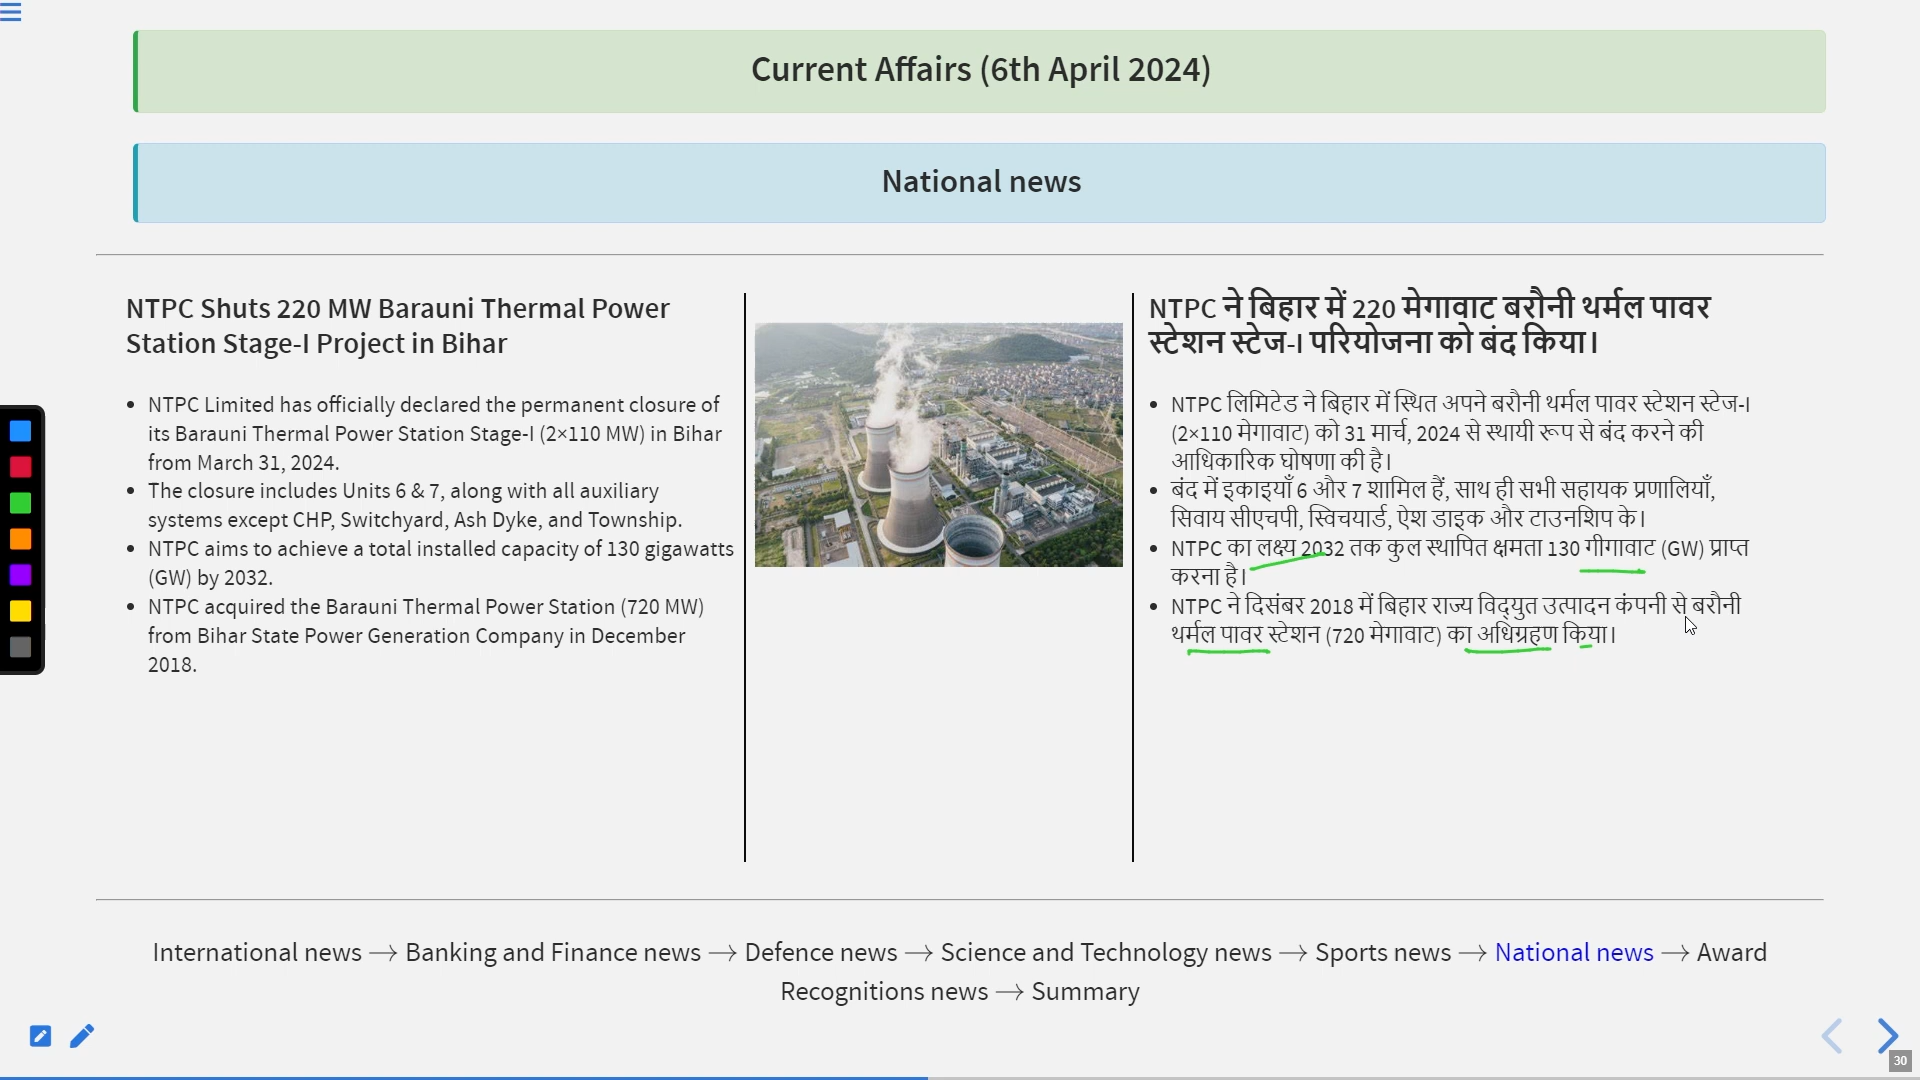 Current Affairs (6th April 2024)
National news
NTPC Shuts 220 MW Barauni Thermal Power
Station Stage-I Project in Bihar
• NTPC Limited has officially declared the permanent closure of
its Barauni Thermal Power Station Stage-I (2×110 MW) in Bihar
from March 31, 2024.
• The closure includes Units 6 & 7, along with all auxiliary
systems except CHP, Switchyard, Ash Dyke, and Township.
• NTPC aims to achieve a total installed capacity of 130 gigawatts
(GW) by 2032.
• NTPC acquired the Barauni Thermal Power Station (720 MW)
from Bihar State Power Generation Company in December
2018.
NTPC ने बिहार में 220 मेगावाट बरौनी थर्मल पावर
स्टेशन स्टेज-I परियोजना को बंद किया।
• NTPC लिमिटेड ने बिहार में स्थित अपने बरौनी थर्मल पावर स्टेशन स्टेज-I
(2×110 मेगावाट) को 31 मार्च, 2024 से स्थायी रूप से बंद करने की
आधिकारिक घोषणा की है।
• बंद में इकाइयाँ 6 और 7 शामिल हैं, साथ ही सभी सहायक प्रणालियाँ,
सिवाय सीएचपी, स्विचयार्ड, ऐश डाइक और टाउनशिप के।
• NTPC का लक्ष्य 2032 तक कुल स्थापित क्षमता 130 गीगावाट (GW) प्राप्त
करना है।
• NTPC ने दिसंबर 2018 में बिहार राज्य विद्युत उत्पादन कंपनी से बरौनी
थर्मल पावर स्टेशन (720 मेगावाट) का अधिग्रहण किया।
International news → Banking and Finance news → Defence news → Science and Technology news → Sports news → National news → Award
Recognitions news → Summary
30